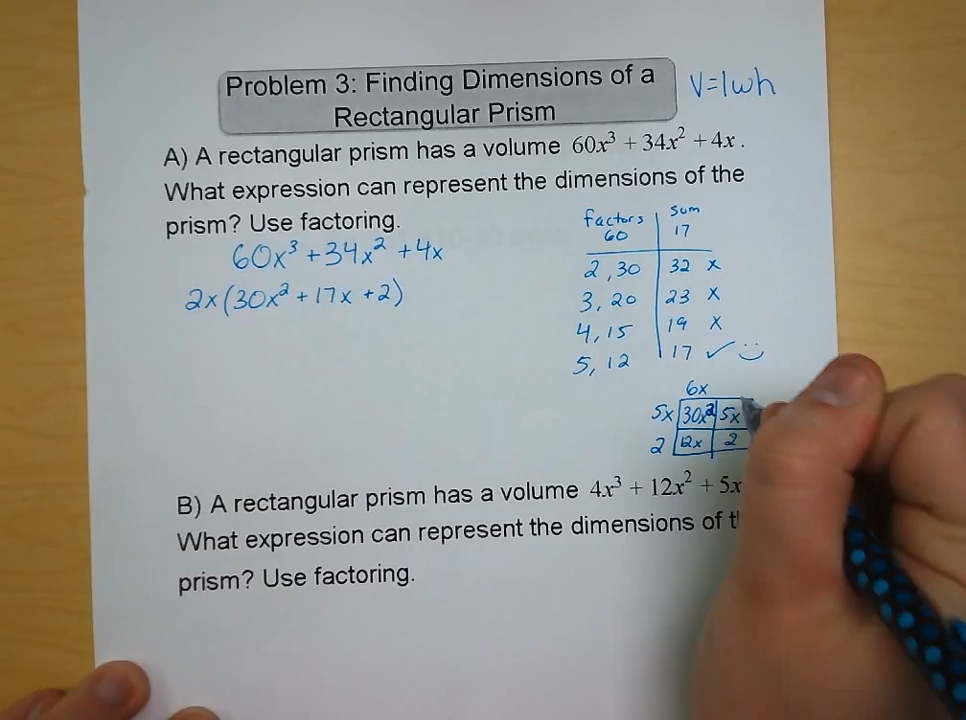 Problem 3: Finding Dimensions of a
Rectangular Prism
V=lwh
A) A rectangular prism has a volume 60x³ + 34x² + 4x.
What expression can represent the dimensions of the
prism? Use factoring.
60x³ + 34x² + 4x
2x(30x² + 17x + 2)
factors 60 | sum 17
2, 30 | 32 x
3, 20 | 23 x
4, 15 | 19 x
5, 12 | 17 ✓ :)
6x
5x | 30x² | 5x
2 | 12x | 2
B) A rectangular prism has a volume 4x³ + 12x² + 5x
What expression can represent the dimensions of
prism? Use factoring.